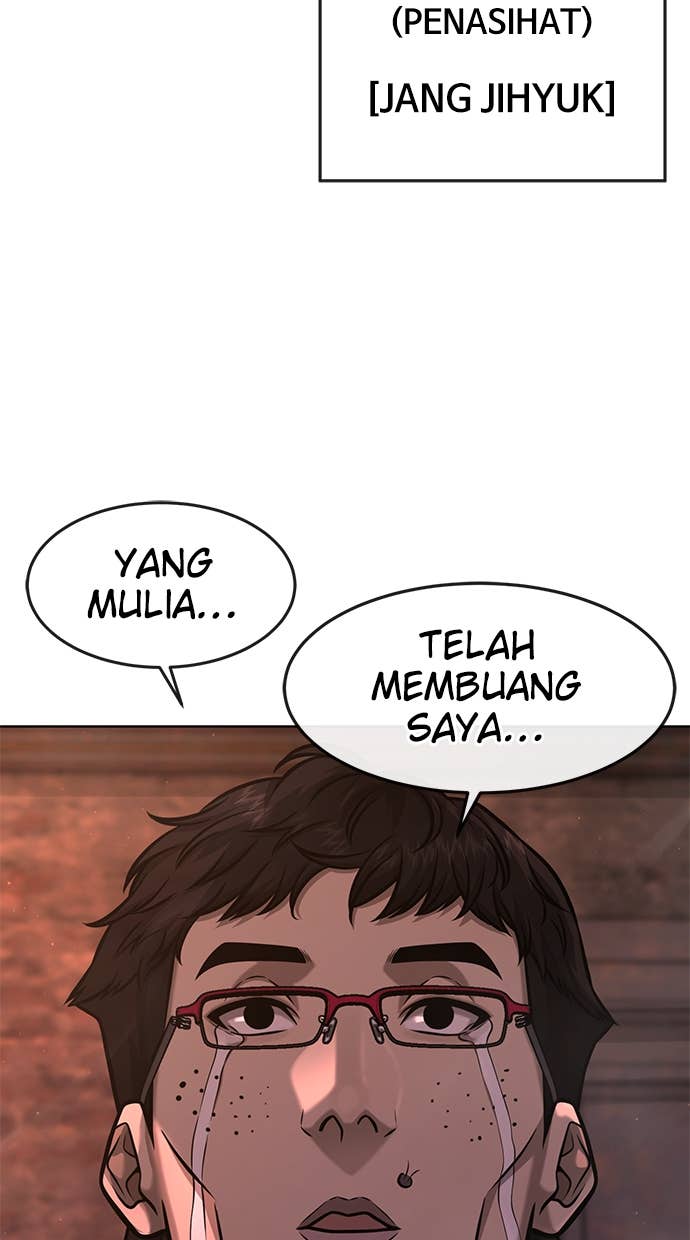 (PENASIHAT)
[JANG JIHYUK]
YANG
MULIA...
TELAH
MEMBUANG
SAYA...